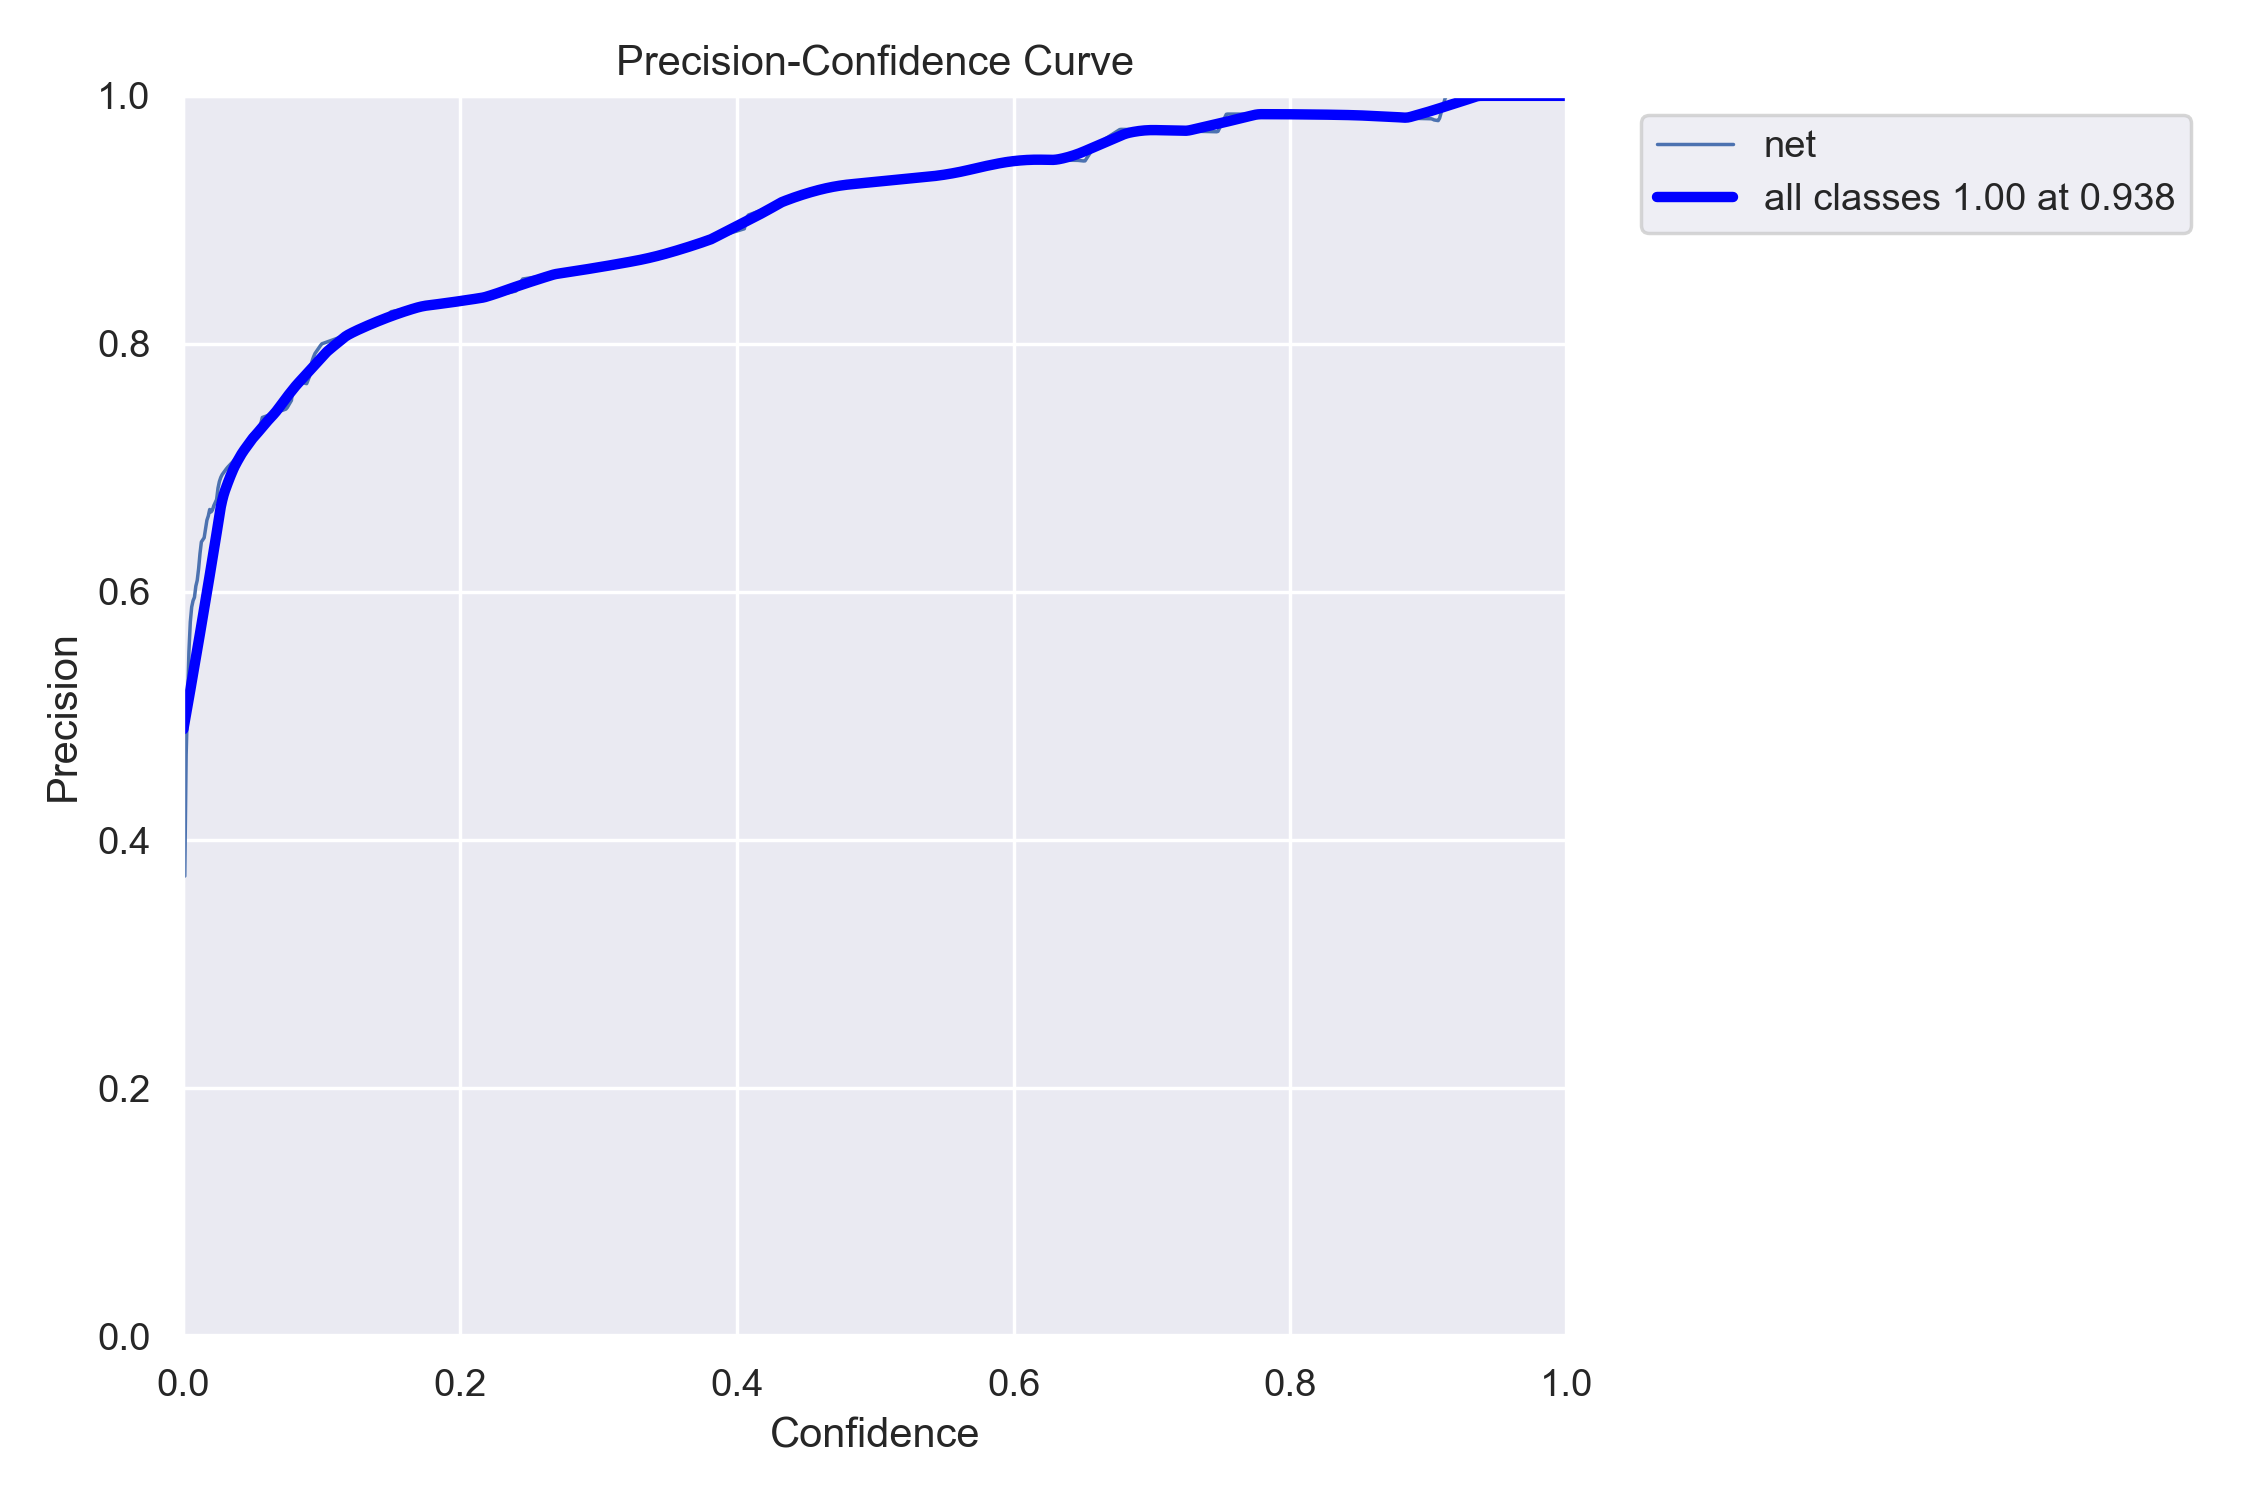 Precision-Confidence Curve
1.0
0.8
0.6
0.4
0.2
0.0
Precision
0.0 0.2 0.4 0.6 0.8 1.0
Confidence
net
all classes 1.00 at 0.938